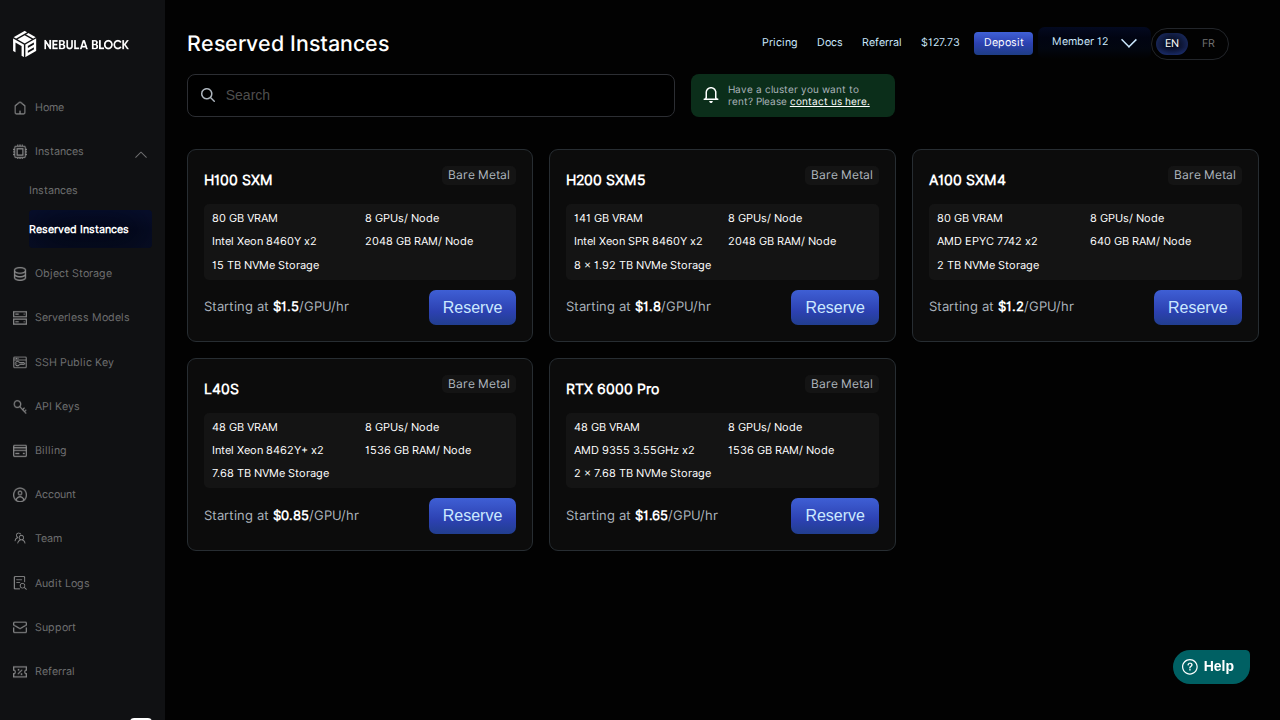 NEBULA BLOCK
Home
Instances
Instances
Reserved Instances
Object Storage
Serverless Models
SSH Public Key
API Keys
Billing
Account
Team
Audit Logs
Support
Referral
Reserved Instances
Pricing
Docs
Referral
$127.73
Deposit
Member 12
EN
FR
Search
Have a cluster you want to
rent? Please contact us here.
H100 SXM
Bare Metal
80 GB VRAM
8 GPUs/ Node
Intel Xeon 8460Y x2
2048 GB RAM/ Node
15 TB NVMe Storage
Starting at $1.5/GPU/hr
Reserve
H200 SXM5
Bare Metal
141 GB VRAM
8 GPUs/ Node
Intel Xeon SPR 8460Y x2
2048 GB RAM/ Node
8 × 1.92 TB NVMe Storage
Starting at $1.8/GPU/hr
Reserve
A100 SXM4
Bare Metal
80 GB VRAM
8 GPUs/ Node
AMD EPYC 7742 x2
640 GB RAM/ Node
2 TB NVMe Storage
Starting at $1.2/GPU/hr
Reserve
L40S
Bare Metal
48 GB VRAM
8 GPUs/ Node
Intel Xeon 8462Y+ x2
1536 GB RAM/ Node
7.68 TB NVMe Storage
Starting at $0.85/GPU/hr
Reserve
RTX 6000 Pro
Bare Metal
48 GB VRAM
8 GPUs/ Node
AMD 9355 3.55GHz x2
1536 GB RAM/ Node
2 × 7.68 TB NVMe Storage
Starting at $1.65/GPU/hr
Reserve
Help